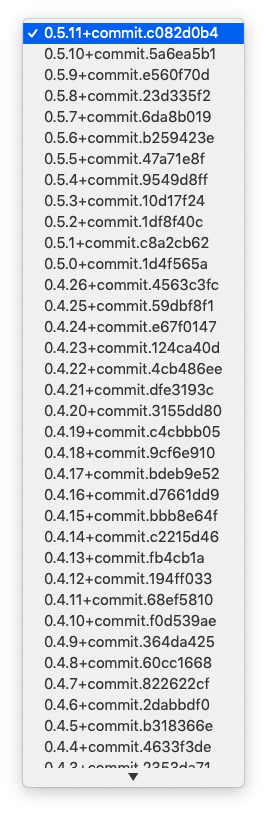 0.5.11+commit.c082d0b4
0.5.10+commit.5a6ea5b1
0.5.9+commit.e560f70d
0.5.8+commit.23d335f2
0.5.7+commit.6da8b019
0.5.6+commit.b259423e
0.5.5+commit.47a71e8f
0.5.4+commit.9549d8ff
0.5.3+commit.10d17f24
0.5.2+commit.1df8f40c
0.5.1+commit.c8a2cb62
0.5.0+commit.1d4f565a
0.4.26+commit.4563c3fc
0.4.25+commit.59dbf8f1
0.4.24+commit.e67f0147
0.4.23+commit.124ca40d
0.4.22+commit.4cb486ee
0.4.21+commit.dfe3193c
0.4.20+commit.3155dd80
0.4.19+commit.c4cbbb05
0.4.18+commit.9cf6e910
0.4.17+commit.bdeb9e52
0.4.16+commit.d7661dd9
0.4.15+commit.bbb8e64f
0.4.14+commit.c2215d46
0.4.13+commit.fb4cb1a
0.4.12+commit.194ff033
0.4.11+commit.68ef5810
0.4.10+commit.f0d539ae
0.4.9+commit.364da425
0.4.8+commit.60cc1668
0.4.7+commit.822622cf
0.4.6+commit.2dabbdf0
0.4.5+commit.b318366e
0.4.4+commit.4633f3de
0.4.3+commit.2353da71